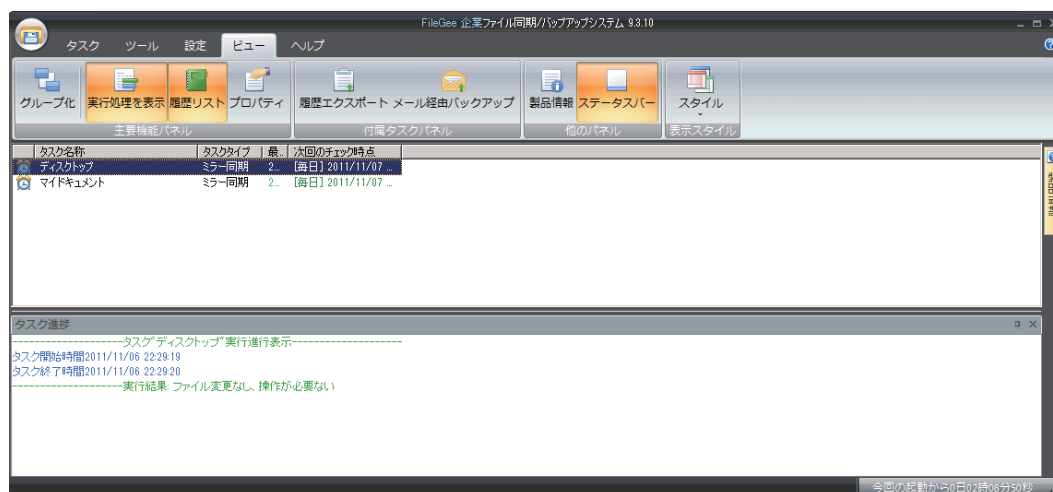 FileGee 企業ファイル同期/バップアップシステム 9.3.10
タスク ツール 設定 ビュー ヘルプ
グループ化 実行処理を表示 履歴リスト プロパティ 履歴エクスポート メール経由バックアップ 製品情報 ステータスバー スタイル
主要機能パネル 付属タスクパネル 他のパネル 表示スタイル
タスク名称 タスクタイプ 最... 次回のチェック時点
ディスクトップ ミラー同期 2... [毎日] 2011/11/07 ...
マイドキュメント ミラー同期 2... [毎日] 2011/11/07 ...
製品情報
タスク進捗
--------------------タスク"ディスクトップ"実行進行表示--------------------
タスク開始時間2011/11/06 22:29:19
タスク終了時間2011/11/06 22:29:20
--------------------実行結果: ファイル変更なし、操作が必要ない
今回の起動から0日02時08分50秒